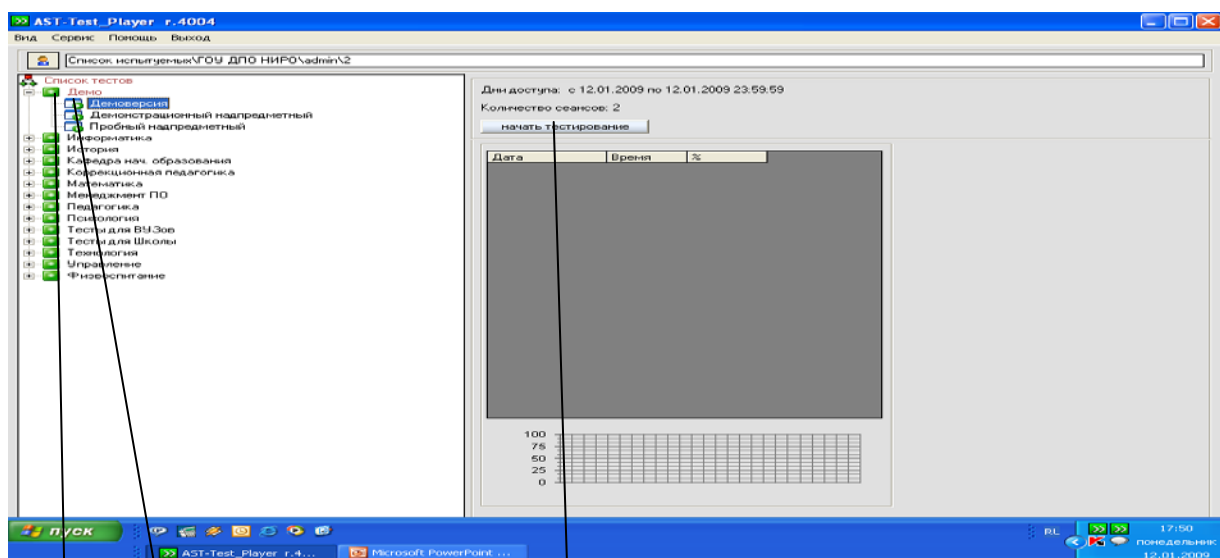 AST-Test_Player r.4004
Вид Сервис Помощь Выход
Список испытуемых\ГОУ ДПО НИРО\admin\2
Список тестов
Демо
Демоверсия
Демонстрационный надпредметный
Пробный надпредметный
Информатика
История
Кафедра нач. образования
Коррекционная педагогика
Математика
Менеджмент ПО
Педагогика
Психология
Тесты для ВУЗов
Тесты для Школы
Технология
Управление
Физвоспитание
Дни доступа: с 12.01.2009 по 12.01.2009 23:59:59
Количество сеансов: 2
начать тестирование
Дата Время %
100
75
50
25
0
пуск
RL 17:50
понедельник
AST-Test_Player r.4... Microsoft PowerPoint ...
12.01.2009